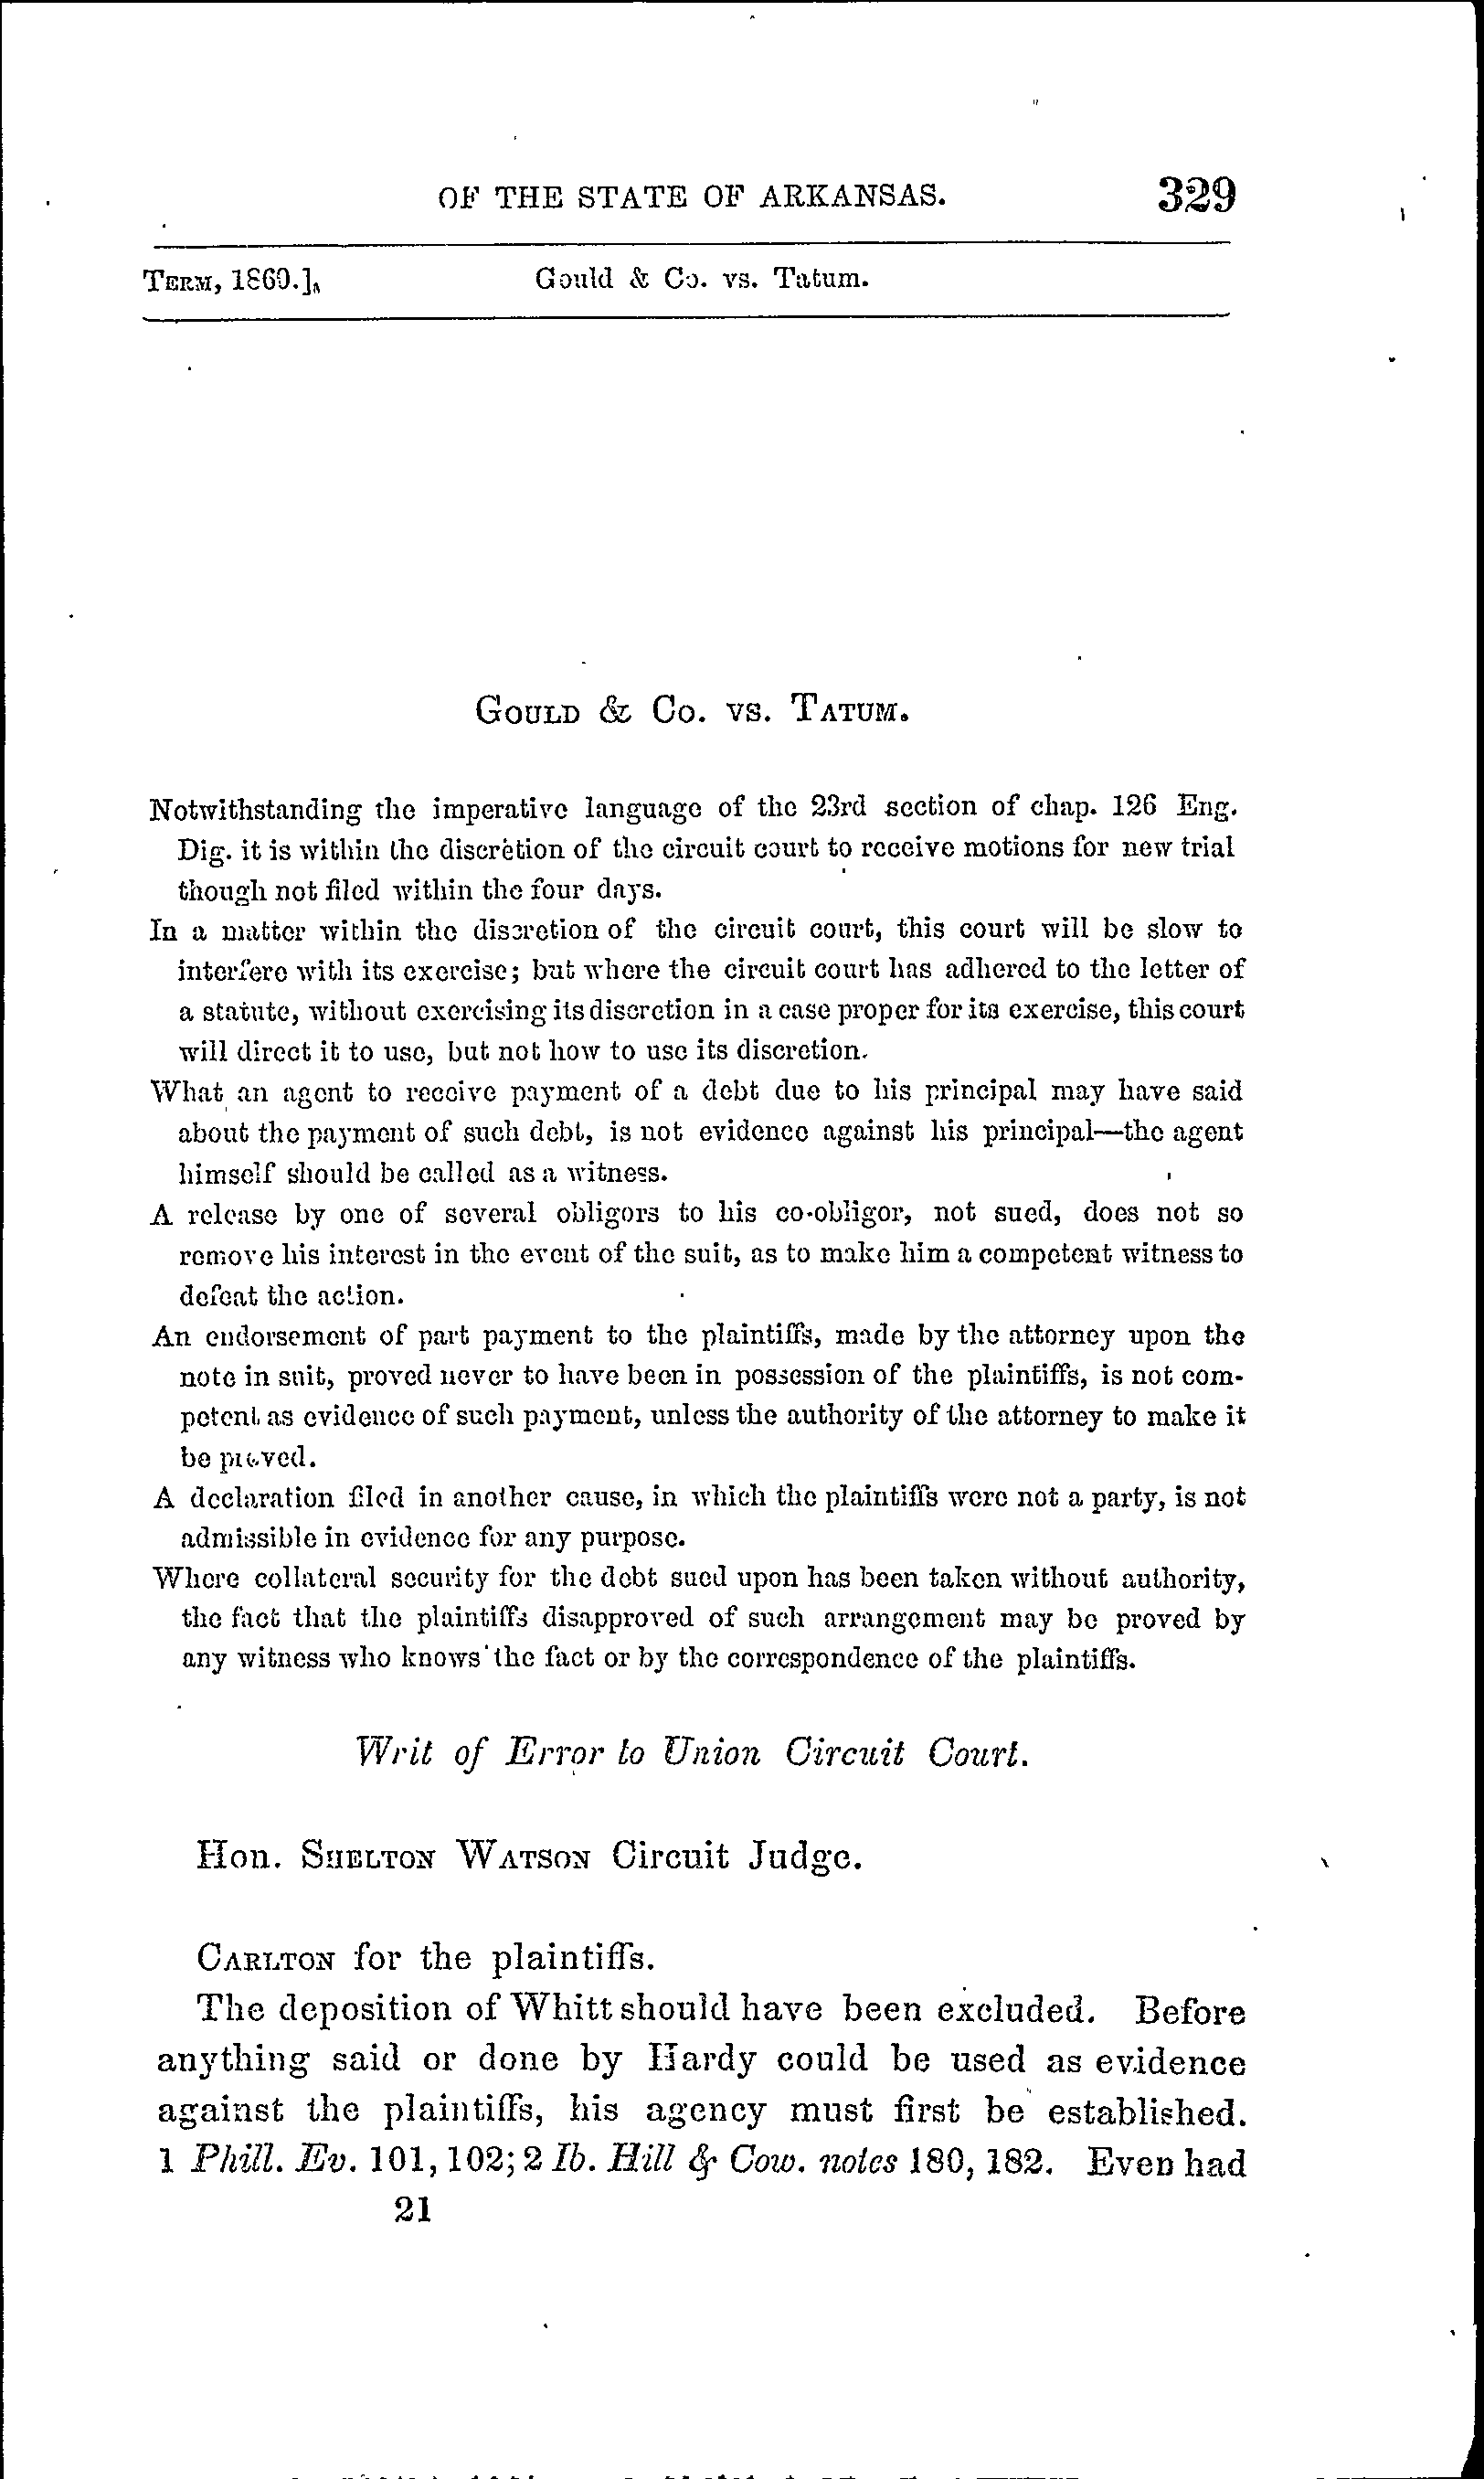 OF THE STATE OF ARKANSAS. 329
TERM, 1860.] Gould & Co. vs. Tatum.
GOULD & CO. VS. TATUM.
Notwithstanding the imperative language of the 23rd section of chap. 126 Eng.
Dig. it is within the discretion of the circuit court to receive motions for new trial
though not filed within the four days.
In a matter within the discretion of the circuit court, this court will be slow to
interfere with its exercise; but where the circuit court has adhered to the letter of
a statute, without exercising its discretion in a case proper for its exercise, this court
will direct it to use, but not how to use its discretion.
What an agent to receive payment of a debt due to his principal may have said
about the payment of such debt, is not evidence against his principal—the agent
himself should be called as a witness.
A release by one of several obligors to his co-obligor, not sued, does not so
remove his interest in the event of the suit, as to make him a competent witness to
defeat the action.
An endorsement of part payment to the plaintiffs, made by the attorney upon the
note in suit, proved never to have been in possession of the plaintiffs, is not com-
petent as evidence of such payment, unless the authority of the attorney to make it
be proved.
A declaration filed in another cause, in which the plaintiffs were not a party, is not
admissible in evidence for any purpose.
Where collateral security for the debt sued upon has been taken without authority,
the fact that the plaintiffs disapproved of such arrangement may be proved by
any witness who knows the fact or by the correspondence of the plaintiffs.
Writ of Error to Union Circuit Court.
Hon. SHELTON WATSON Circuit Judge.
CARLTON for the plaintiffs.
The deposition of Whitt should have been excluded. Before
anything said or done by Hardy could be used as evidence
against the plaintiffs, his agency must first be established.
1 Phill. Ev. 101, 102; 2 Ib. Hill & Cow. notes 180, 182. Even had
21